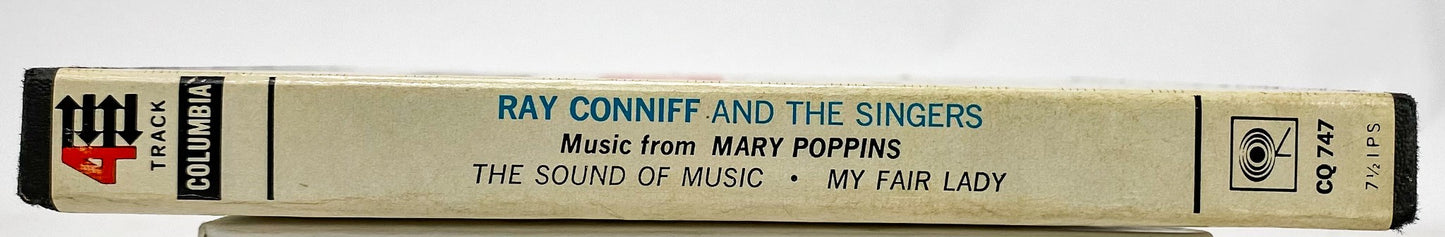 4
TRACK
COLUMBIA
RAY CONNIFF AND THE SINGERS
Music from MARY POPPINS
THE SOUND OF MUSIC • MY FAIR LADY
CQ 747
7½ IPS